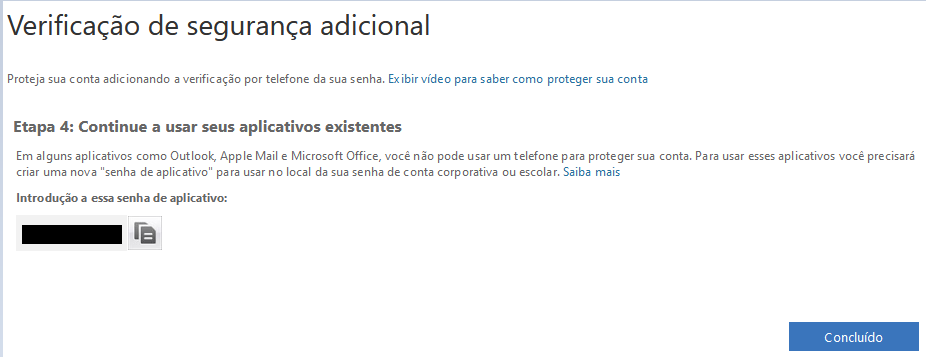 Verificação de segurança adicional
Proteja sua conta adicionando a verificação por telefone da sua senha. Exibir vídeo para saber como proteger sua conta
Etapa 4: Continue a usar seus aplicativos existentes
Em alguns aplicativos como Outlook, Apple Mail e Microsoft Office, você não pode usar um telefone para proteger sua conta. Para usar esses aplicativos você precisará
criar uma nova "senha de aplicativo" para usar no local da sua senha de conta corporativa ou escolar. Saiba mais
Introdução a essa senha de aplicativo:
Concluído